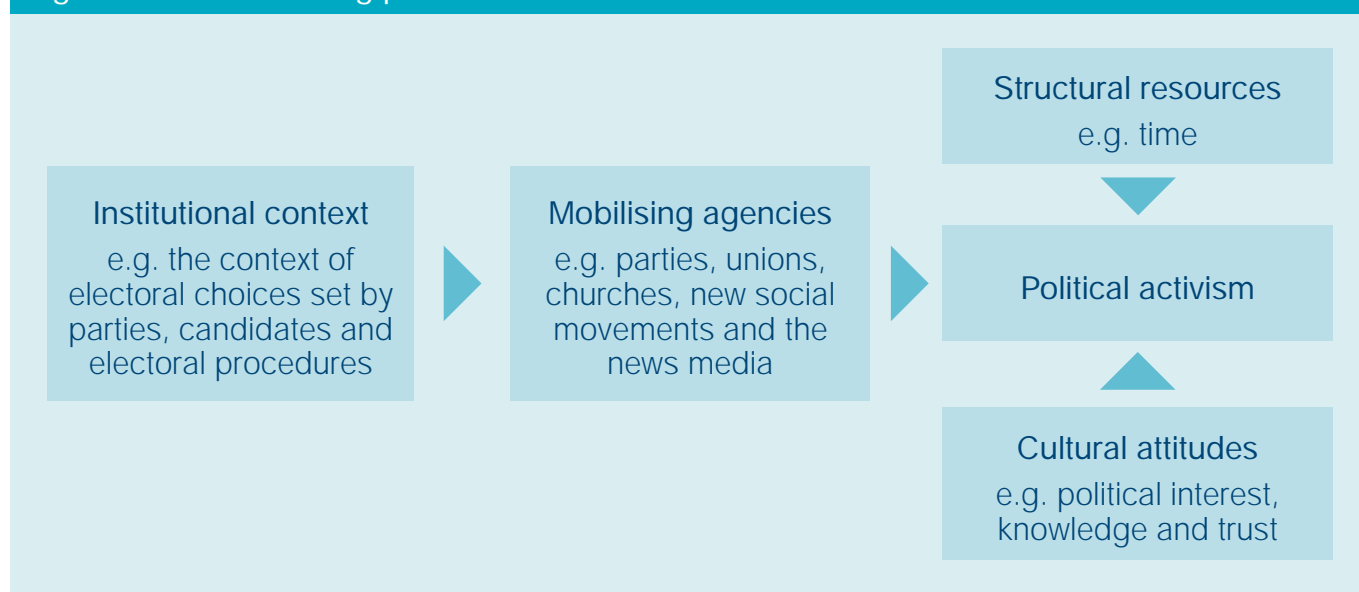 Institutional context
e.g. the context of
electoral choices set by
parties, candidates and
electoral procedures
Mobilising agencies
e.g. parties, unions,
churches, new social
movements and the
news media
Structural resources
e.g. time
Political activism
Cultural attitudes
e.g. political interest,
knowledge and trust